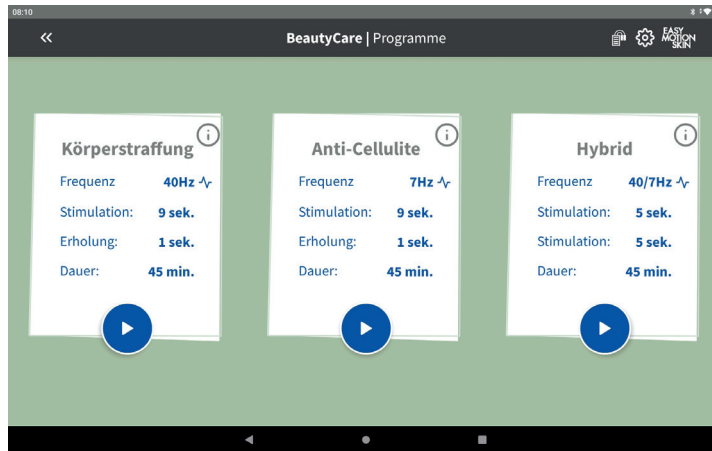 08:10
BeautyCare | Programme
EASY
MOTION
SKIN
Körperstraffung
Frequenz 40Hz
Stimulation: 9 sek.
Erholung: 1 sek.
Dauer: 45 min.
Anti-Cellulite
Frequenz 7Hz
Stimulation: 9 sek.
Erholung: 1 sek.
Dauer: 45 min.
Hybrid
Frequenz 40/7Hz
Stimulation: 5 sek.
Stimulation: 5 sek.
Dauer: 45 min.